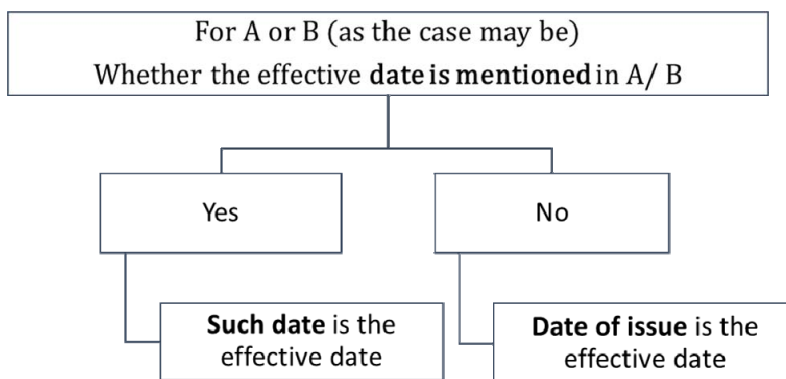 For A or B (as the case may be)
Whether the effective date is mentioned in A/ B
Yes
No
Such date is the
effective date
Date of issue is the
effective date